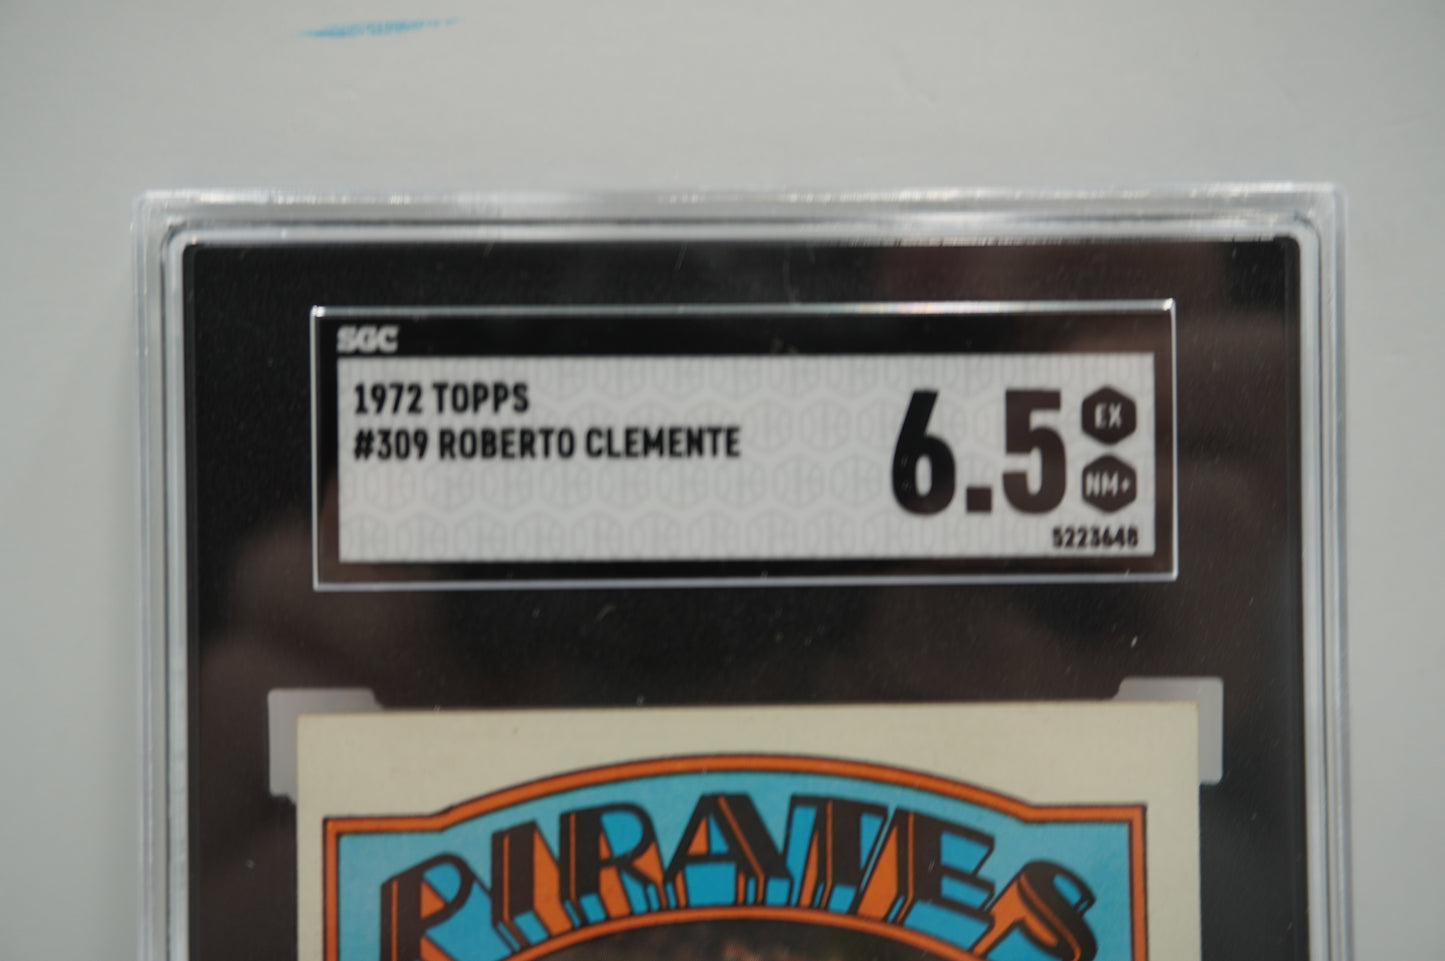 SGC
1972 TOPPS
#309 ROBERTO CLEMENTE
6.5
EX
NM+
5223648
PIRATES